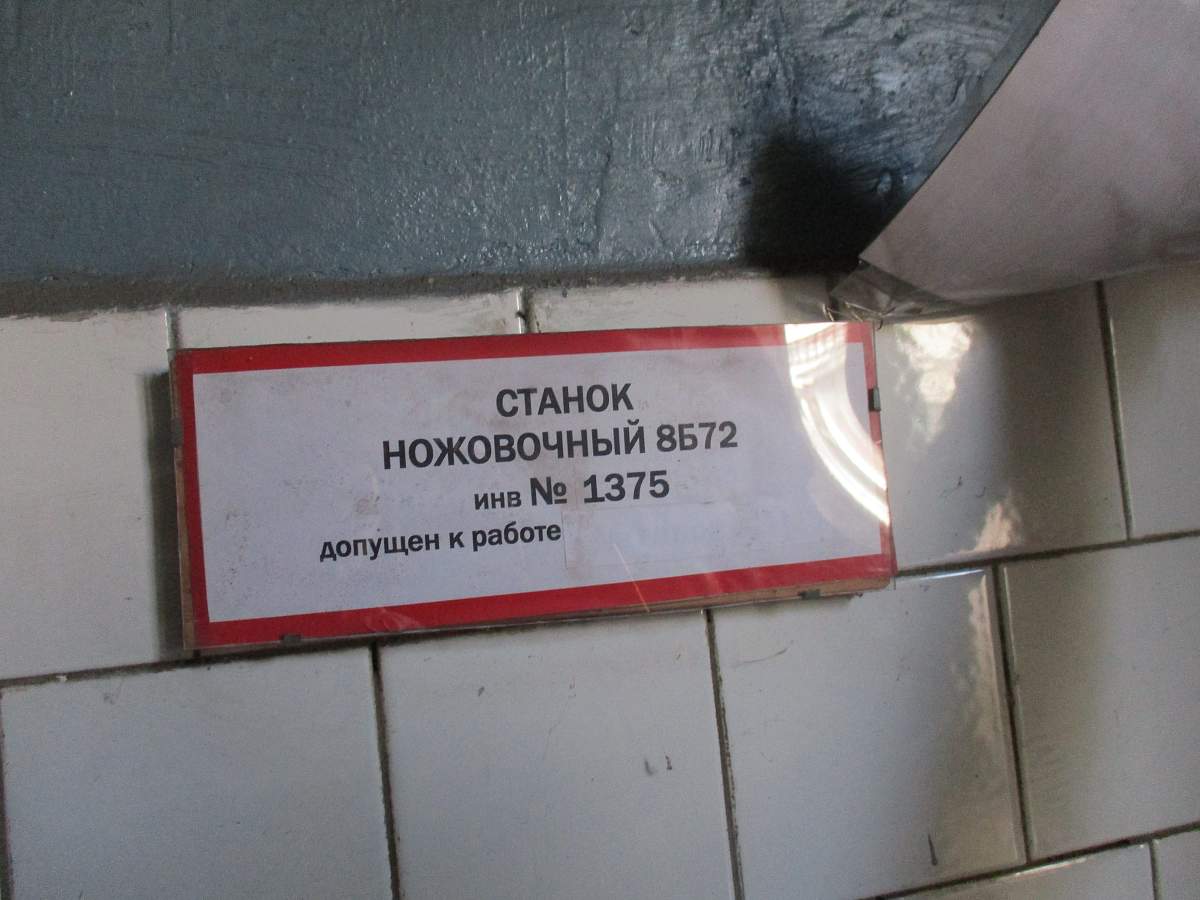 СТАНОК
НОЖОВОЧНЫЙ 8Б72
инв № 1375
допущен к работе